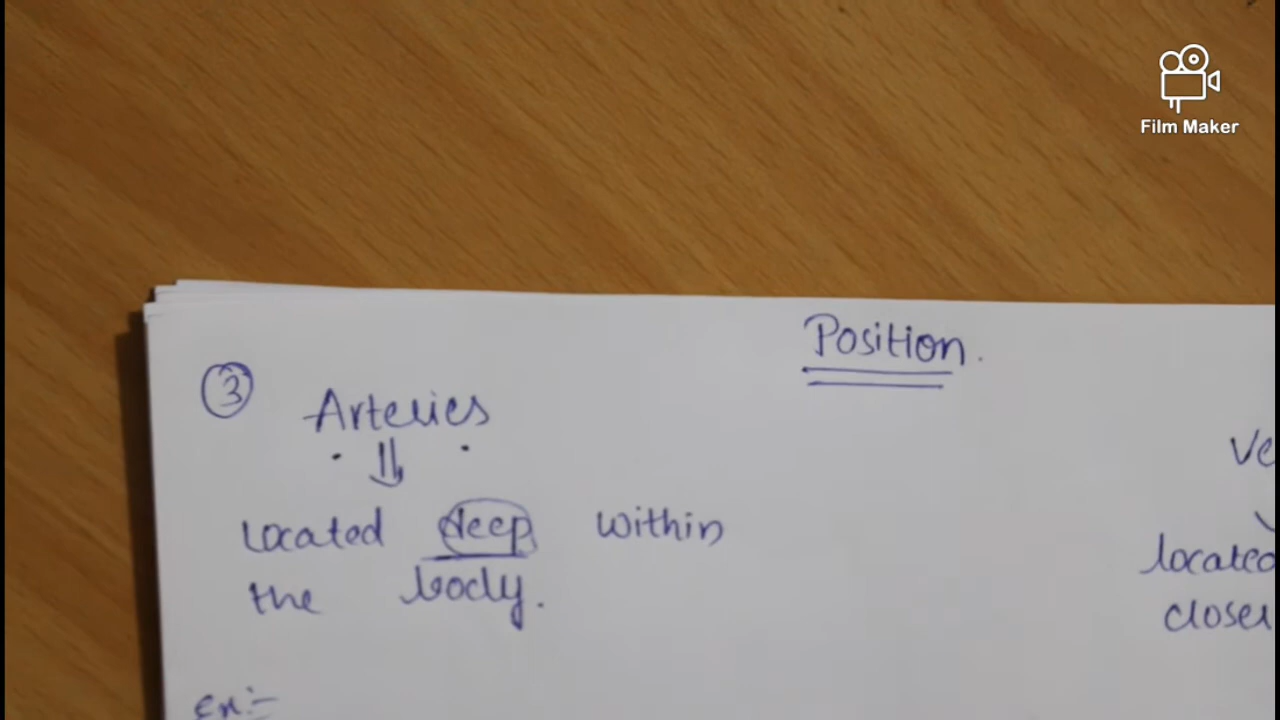 Film Maker
Position.
③ Arteries
Ve
⇓
Located deep within
the body.
located
closer
Ex:-